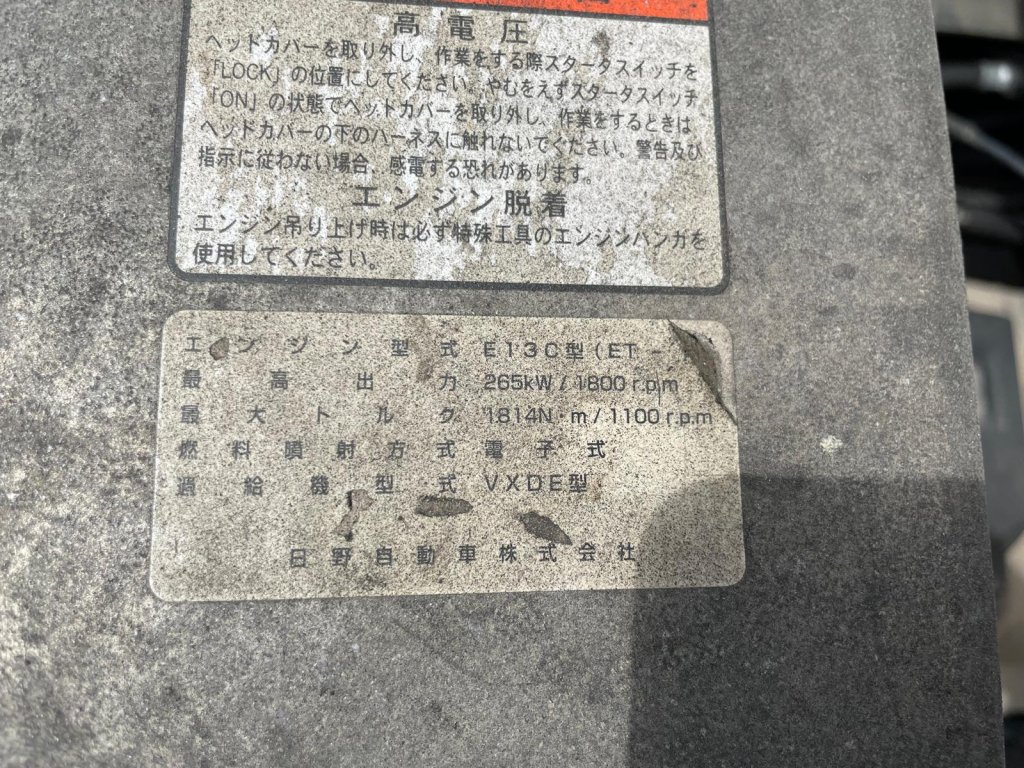 高電圧
ヘッドカバーを取り外し、作業をする際スタータスイッチを
「LOCK」の位置にしてください。やむをえずスタータスイッチ
「ON」の状態でヘッドカバーを取り外し、作業をするときは
ヘッドカバーの下のハーネスに触れないでください。警告及び
指示に従わない場合、感電する恐れがあります。
エンジン脱着
エンジン吊り上げ時は必ず特殊工具のエンジンハンガを
使用してください。
エンジン型式 E13C型(ET-
最高出力 265kW/1800r.p.m
最大トルク 1814N・m/1100r.p.m
燃料噴射方式 電子式
過給機型式 VXDE型
日野自動車株式会社